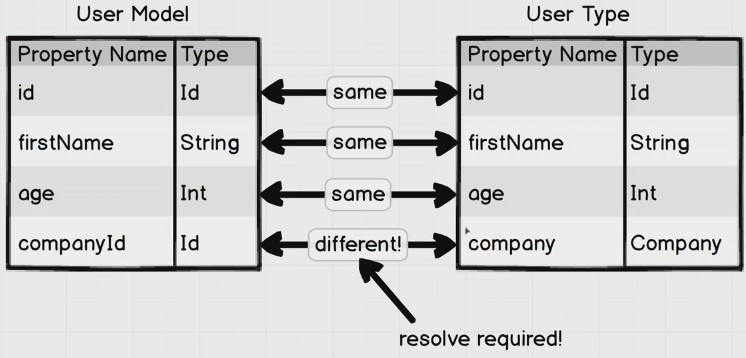 User Model
User Type
Property Name Type
Property Name Type
id Id
same
id Id
firstName String
same
firstName String
age Int
same
age Int
companyId Id
different!
company Company
resolve required!